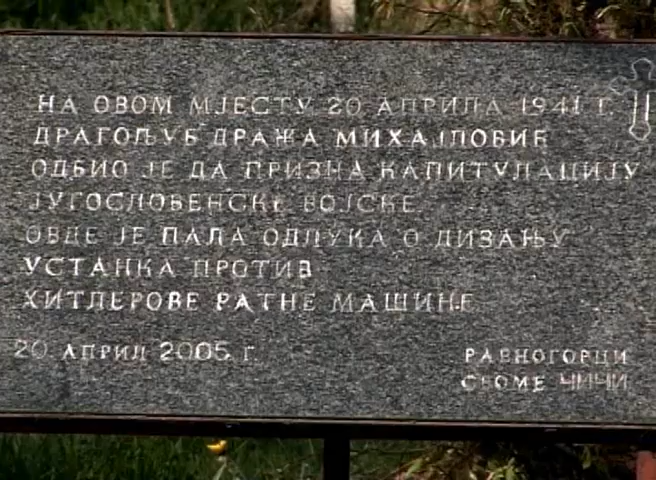 НА ОВОМ МЈЕСТУ 20 АПРИЛА 1941 Г.
ДРАГОЉУБ ДРАЖА МИХАЈЛОВИЋ
ОДБИО ЈЕ ДА ПРИЗНА КАПИТУЛАЦИЈУ
ЈУГОСЛОВЕНСКЕ ВОЈСКЕ
ОВДЕ ЈЕ ПАЛА ОДЛУКА О ДИЗАЊУ
УСТАНКА ПРОТИВ
ХИТЛЕРОВЕ РАТНЕ МАШИНЕ
20 АПРИЛ 2005 Г.
РАВНОГОРЦИ
СВОМЕ ЧИЧИ